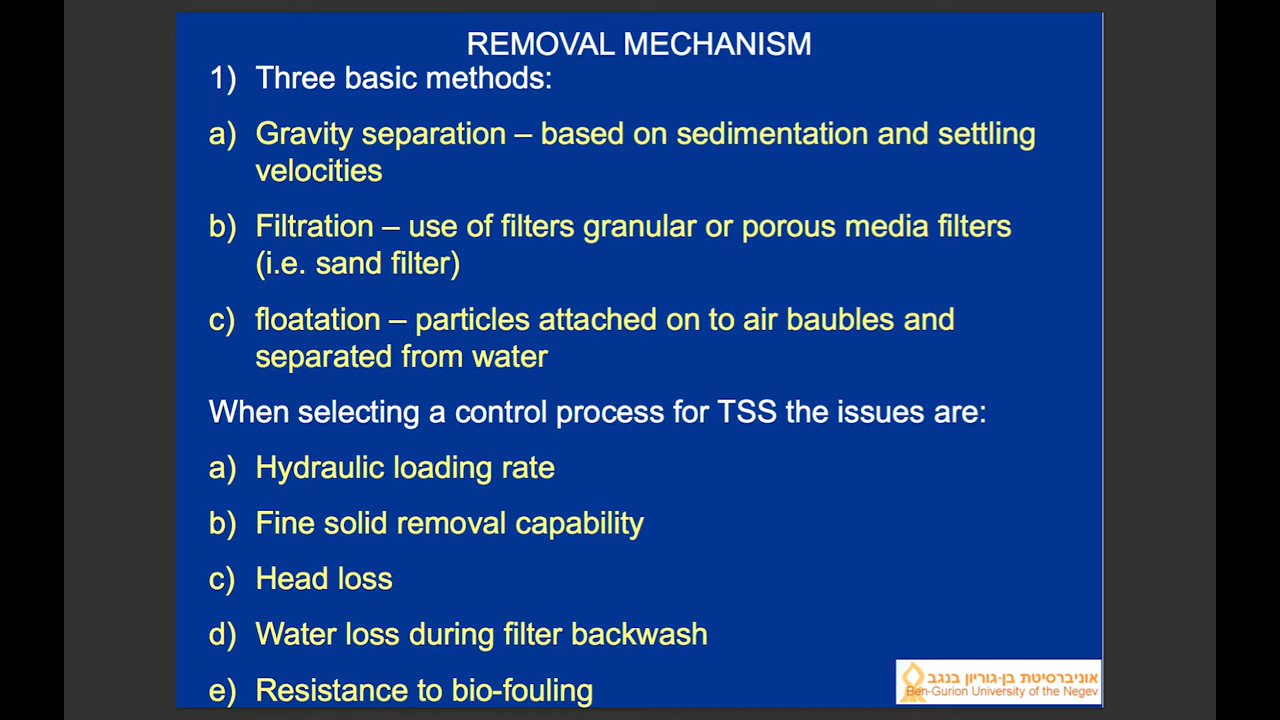 REMOVAL MECHANISM
1) Three basic methods:
a) Gravity separation – based on sedimentation and settling
velocities
b) Filtration – use of filters granular or porous media filters
(i.e. sand filter)
c) floatation – particles attached on to air baubles and
separated from water
When selecting a control process for TSS the issues are:
a) Hydraulic loading rate
b) Fine solid removal capability
c) Head loss
d) Water loss during filter backwash
e) Resistance to bio-fouling
אוניברסיטת בן-גוריון בנגב
Ben-Gurion University of the Negev